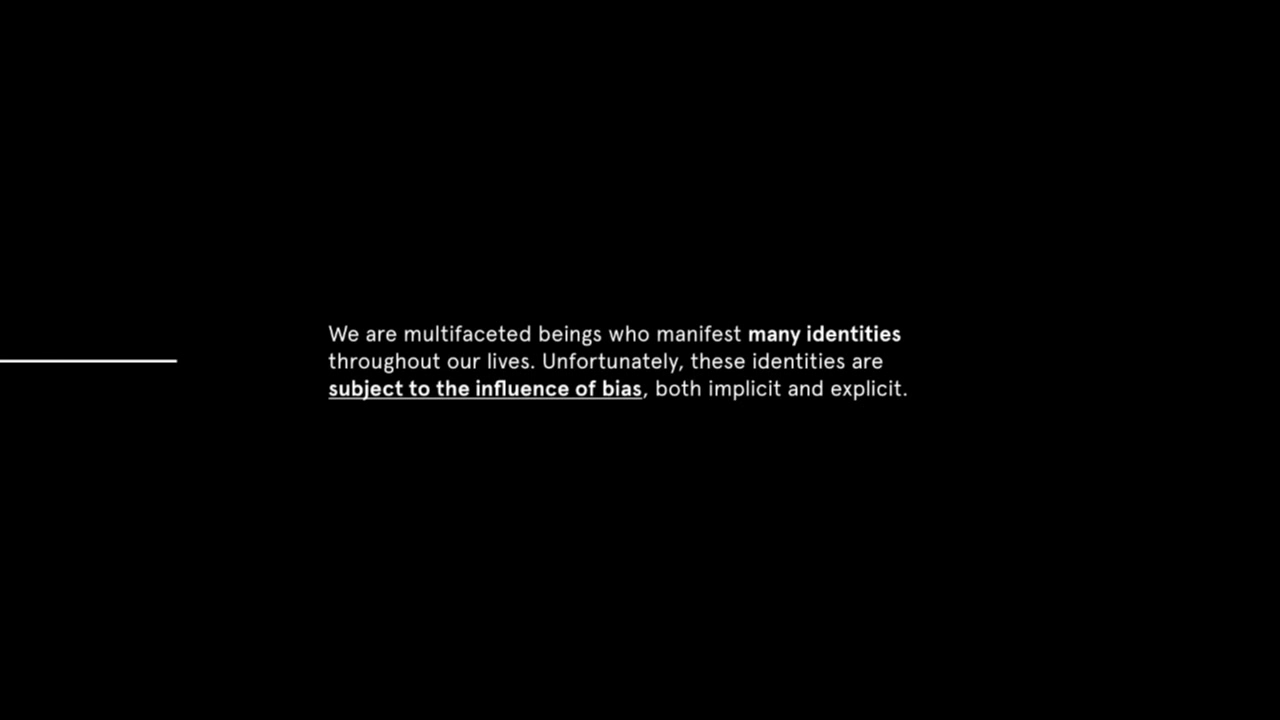 We are multifaceted beings who manifest many identities
throughout our lives. Unfortunately, these identities are
subject to the influence of bias, both implicit and explicit.